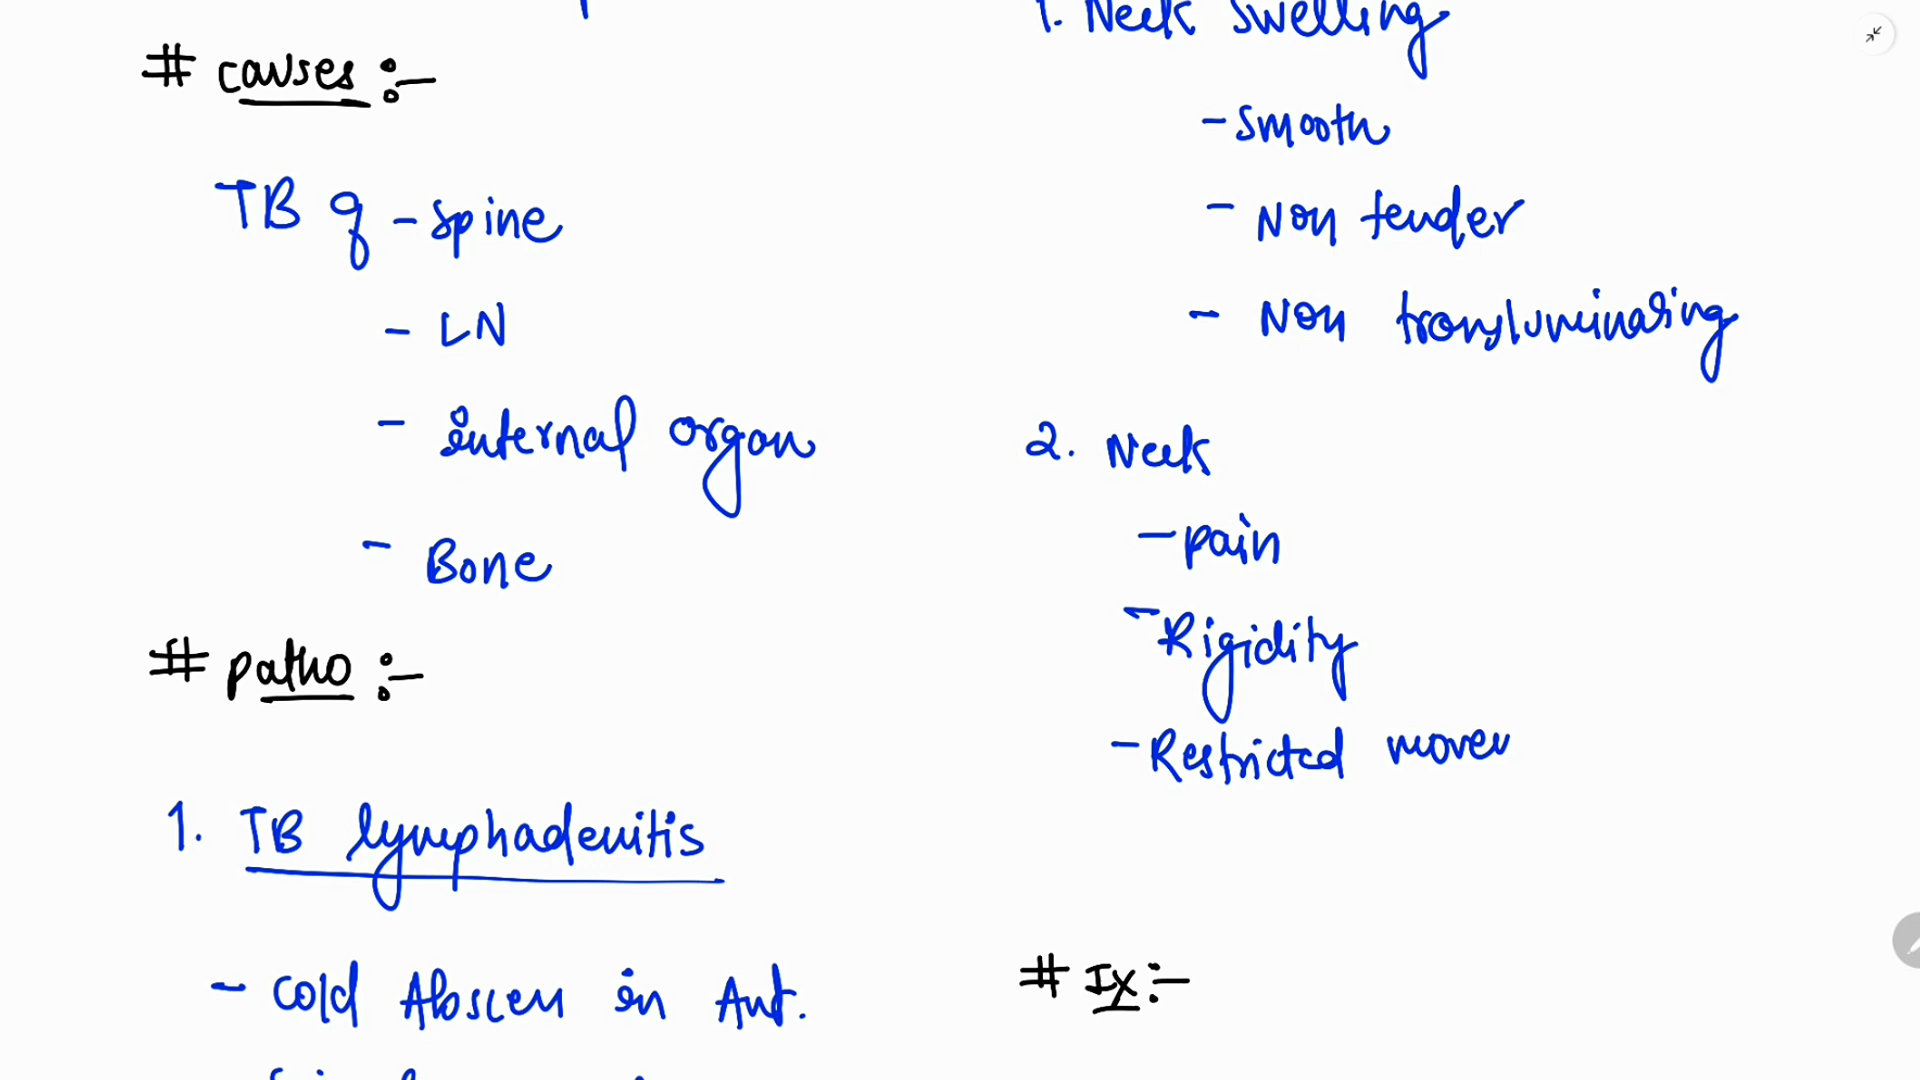 # causes :-
TB of - spine
- LN
- internal organ
- Bone
# patho :-
1. TB lymphadenitis
- cold Abscess in Ant.
1. Neck swelling
- smooth
- Non tender
- Non transluminating
2. Neck
- pain
- Rigidity
- Restricted movem
# Ix :-